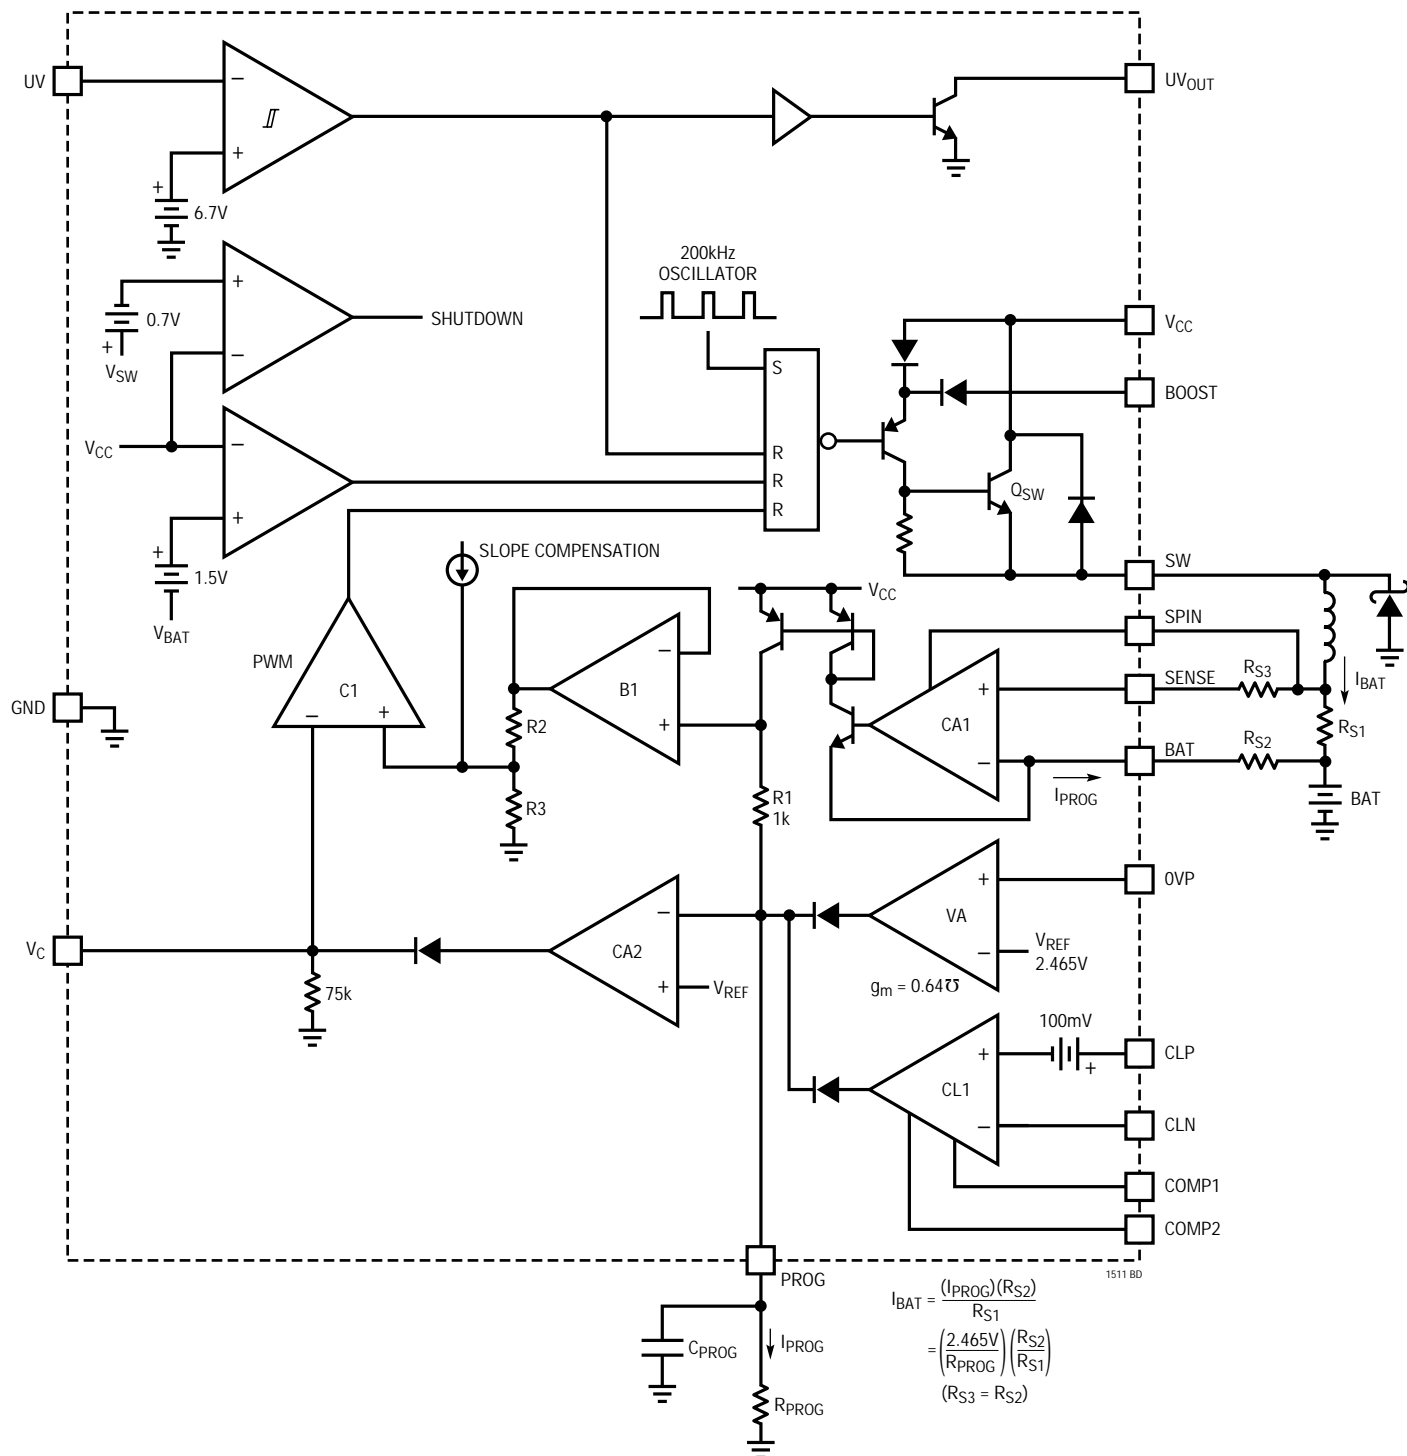 UV
−
+
+
6.7V
UVOUT
+
−
0.7V
+
VSW
SHUTDOWN
200kHz
OSCILLATOR
S
R
R
R
VCC
BOOST
QSW
VCC
−
+
+
1.5V
VBAT
SLOPE COMPENSATION
SW
VCC
SPIN
PWM
C1
−
+
B1
−
+
R2
R3
CA1
+
−
SENSE
RS3
IBAT
RS1
GND
BAT
RS2
IPROG
BAT
R1
1k
VA
+
−
0VP
VREF
2.465V
gm = 0.64℧
VC
CA2
−
+
VREF
75k
100mV
+
CLP
CL1
+
−
CLN
COMP1
COMP2
PROG
1511 BD
CPROG
IPROG
RPROG
IBAT = (IPROG)(RS2)
RS1
= (2.465V / RPROG) (RS2 / RS1)
(RS3 = RS2)